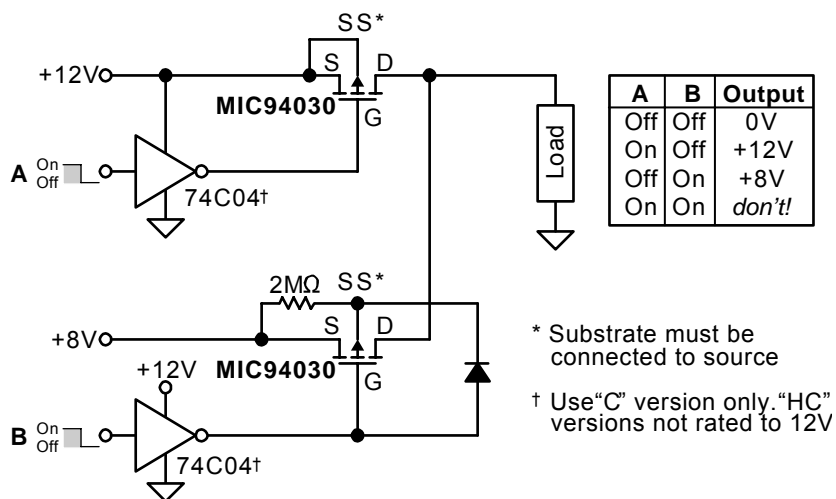 SS*
+12V
S
D
MIC94030
G
Load
A
On
Off
74C04†
A B Output
Off Off 0V
On Off +12V
Off On +8V
On On don't!
2MΩ
SS*
+8V
S
D
MIC94030
G
+12V
B
On
Off
74C04†
* Substrate must be
connected to source
† Use“C” version only.“HC”
versions not rated to 12V